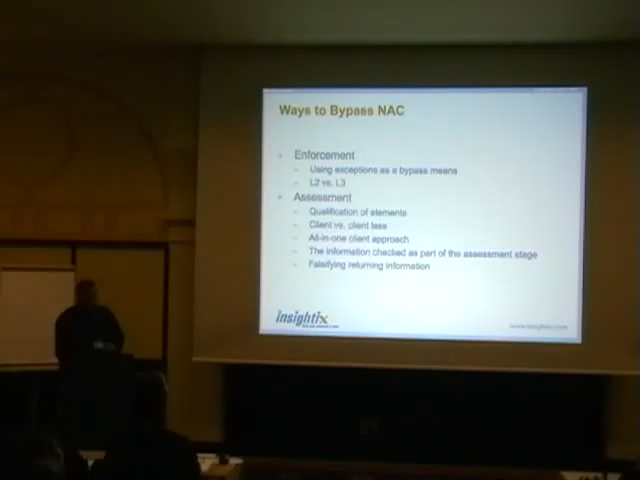 Ways to Bypass NAC
Enforcement
– Using exceptions as a bypass means
– L2 vs. L3
Assessment
– Qualification of elements
– Client vs. client less
– All-in-one client approach
– The information checked as part of the assessment stage
– Falsifying returning information
insightix
www.insightix.com